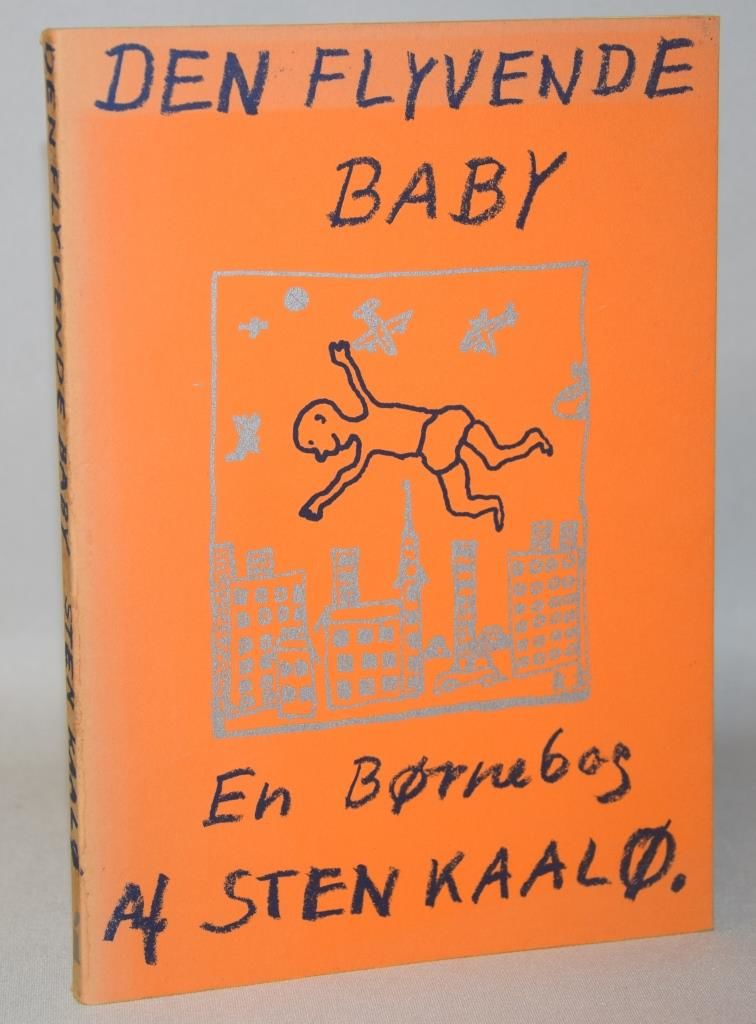 DEN FLYVENDE
BABY
En Børnebog
Af STEN KAALØ.
DEN FLYVENDE BABY STEN KAALØ